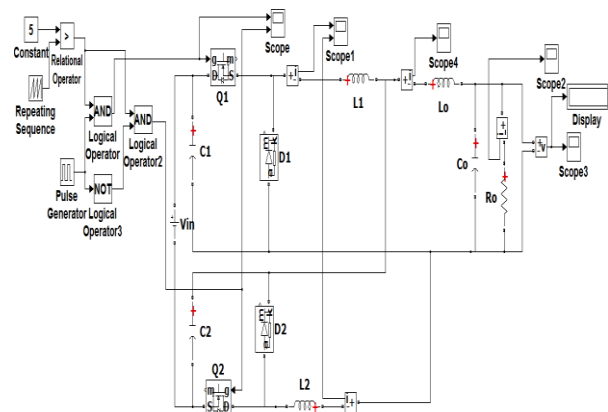 5
Constant
>
Relational
Operator
Repeating
Sequence
AND
Logical
Operator
AND
Logical
Operator2
Pulse
Generator
NOT
Logical
Operator3
g m
D S
Q1
Scope
Scope1
L1
Scope4
Lo
Scope2
Display
Scope3
C1
D1
Co
Ro
Vin
C2
D2
Q2
m g
S D
L2